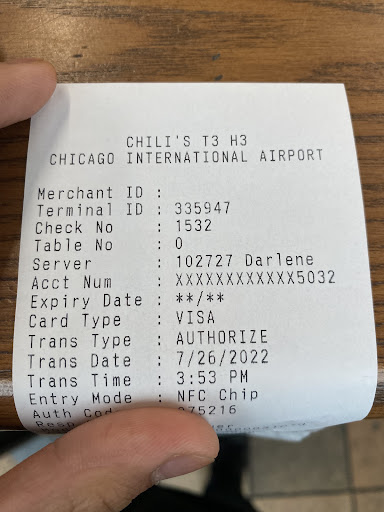 CHILI'S T3 H3
CHICAGO INTERNATIONAL AIRPORT
Merchant ID :
Terminal ID : 335947
Check No : 1532
Table No : 0
Server : 102727 Darlene
Acct Num : XXXXXXXXXXXX5032
Expiry Date : **/**
Card Type : VISA
Trans Type : AUTHORIZE
Trans Date : 7/26/2022
Trans Time : 3:53 PM
Entry Mode : NFC Chip
Auth